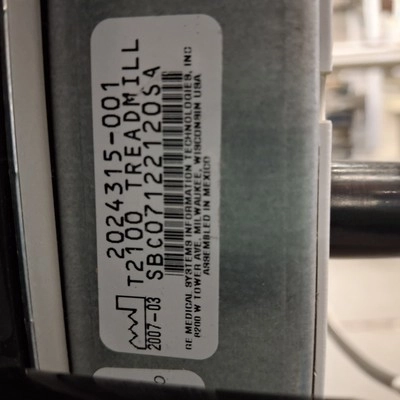 2024315-001
T2100 TREADMILL
SBC07122120SA
2007-03
GE MEDICAL SYSTEMS INFORMATION TECHNOLOGIES, INC
8200 W TOWER AVE. MILWAUKEE, WISCONSIN USA
ASSEMBLED IN MEXICO